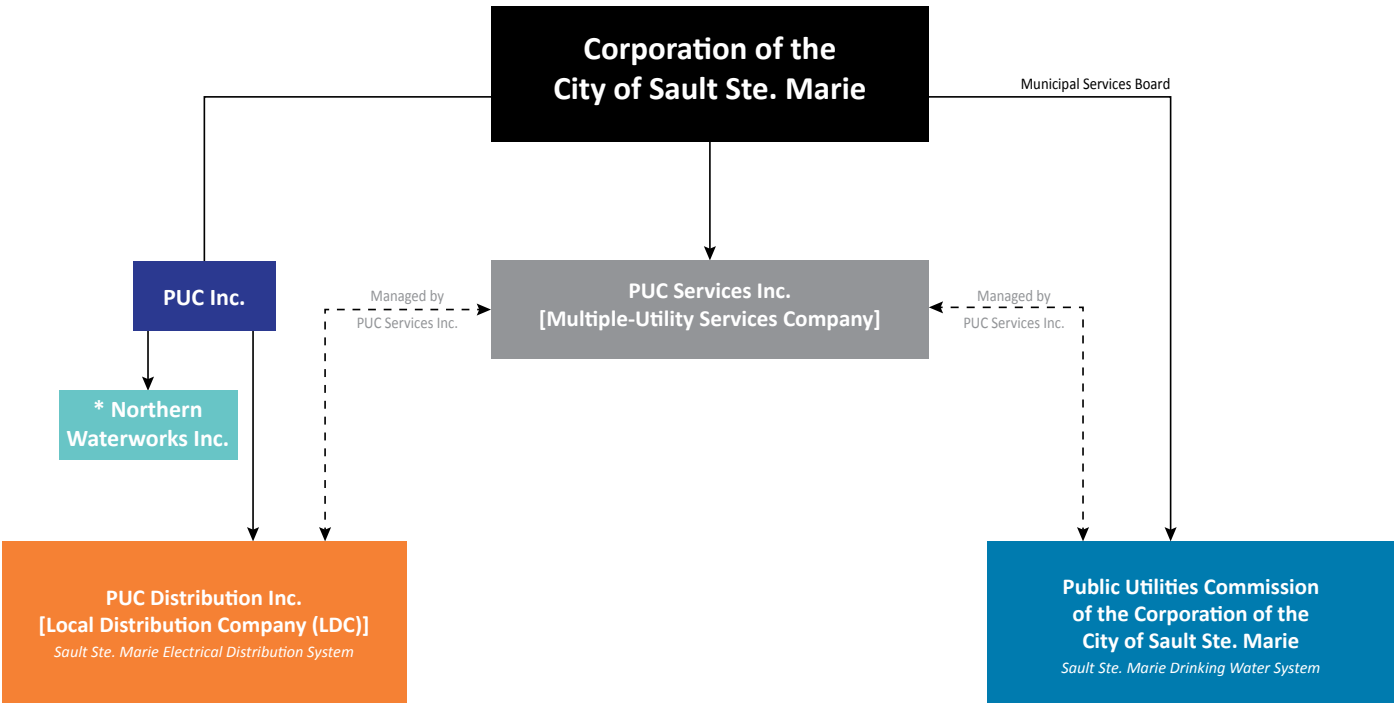 Corporation of the
City of Sault Ste. Marie
Municipal Services Board
PUC Inc.
Managed by
PUC Services Inc.
PUC Services Inc.
[Multiple-Utility Services Company]
Managed by
PUC Services Inc.
* Northern
Waterworks Inc.
PUC Distribution Inc.
[Local Distribution Company (LDC)]
Sault Ste. Marie Electrical Distribution System
Public Utilities Commission
of the Corporation of the
City of Sault Ste. Marie
Sault Ste. Marie Drinking Water System